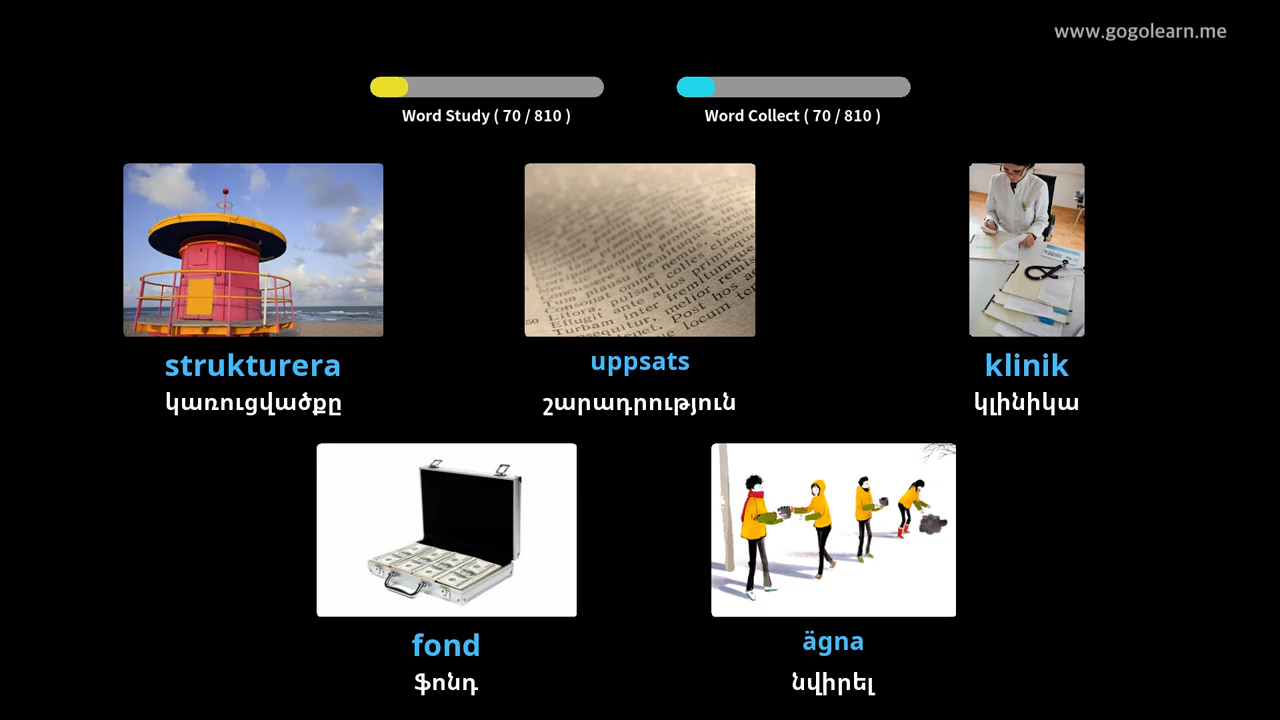 www.gogolearn.me
Word Study ( 70 / 810 )
Word Collect ( 70 / 810 )
strukturera
կառուցվածքը
uppsats
շարադրություն
klinik
կլինիկա
fond
ֆոնդ
ägna
նվիրել